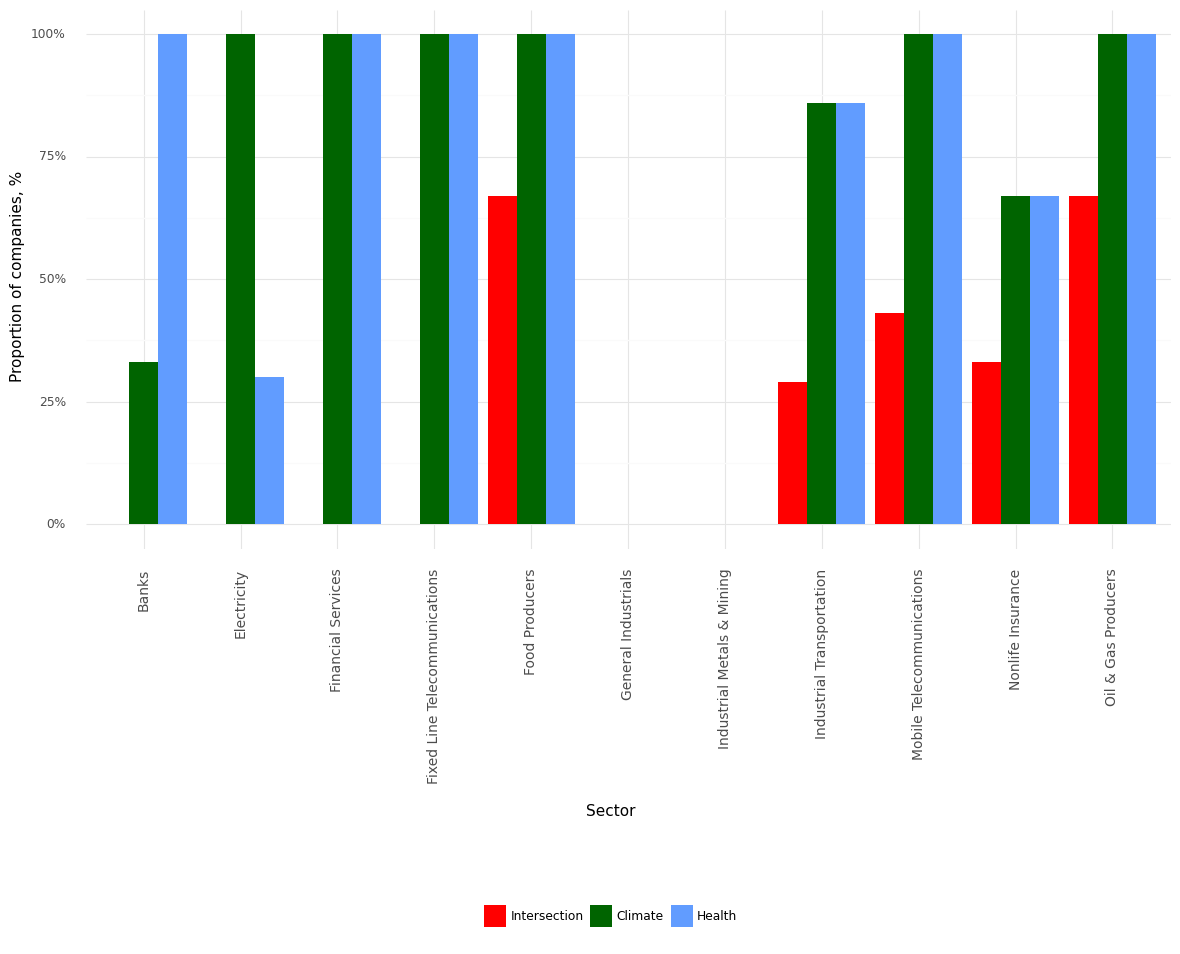 100%
75%
50%
25%
0%
Proportion of companies, %
Banks
Electricity
Financial Services
Fixed Line Telecommunications
Food Producers
General Industrials
Industrial Metals & Mining
Industrial Transportation
Mobile Telecommunications
Nonlife Insurance
Oil & Gas Producers
Sector
Intersection
Climate
Health